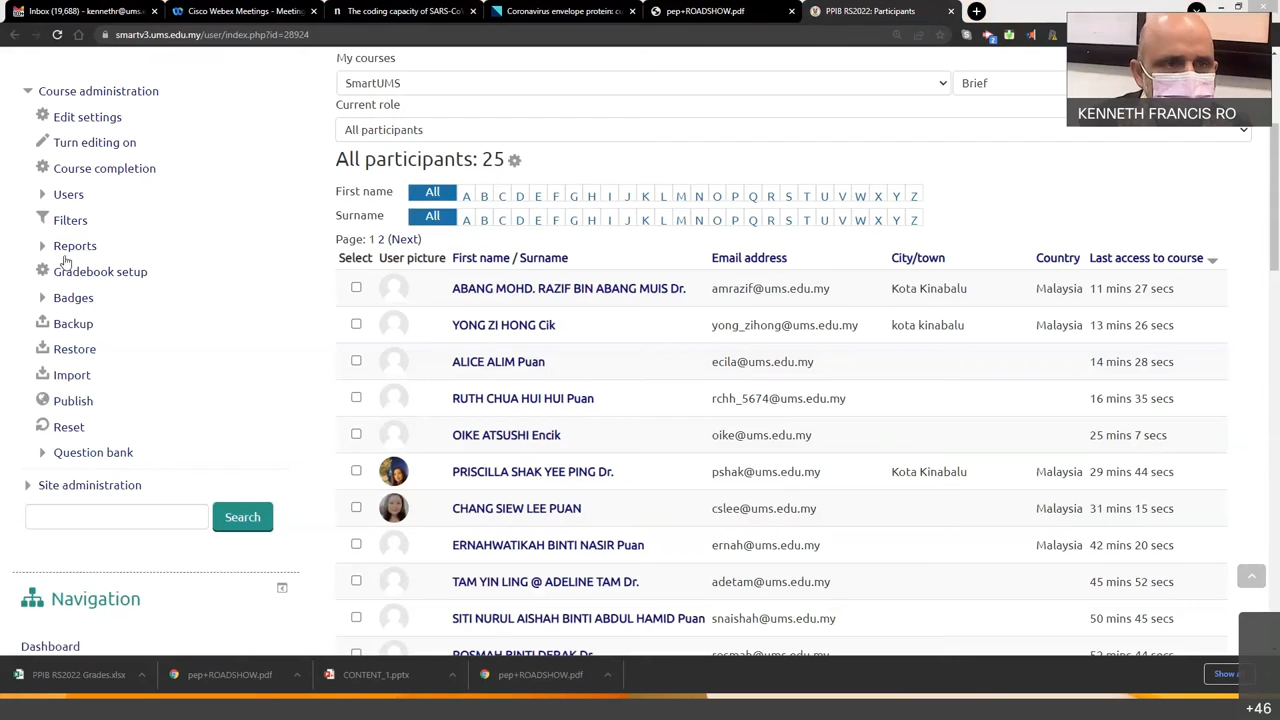 Inbox (19,688) - kennethr@ums.e
Cisco Webex Meetings - Meeting
The coding capacity of SARS-Co
Coronavirus envelope protein: cu
pep+ROADSHOW.pdf
PPIB RS2022: Participants
smartv3.ums.edu.my/user/index.php?id=28924
KENNETH FRANCIS RO
Course administration
Edit settings
Turn editing on
Course completion
Users
Filters
Reports
Gradebook setup
Badges
Backup
Restore
Import
Publish
Reset
Question bank
Site administration
Search
Navigation
Dashboard
My courses
SmartUMS Brief
Current role
All participants
All participants: 25
First name All A B C D E F G H I J K L M N O P Q R S T U V W X Y Z
Surname All A B C D E F G H I J K L M N O P Q R S T U V W X Y Z
Page: 1 2 (Next)
Select User picture First name / Surname Email address City/town Country Last access to course
ABANG MOHD. RAZIF BIN ABANG MUIS Dr. amrazif@ums.edu.my Kota Kinabalu Malaysia 11 mins 27 secs
YONG ZI HONG Cik yong_zihong@ums.edu.my kota kinabalu Malaysia 13 mins 26 secs
ALICE ALIM Puan ecila@ums.edu.my 14 mins 28 secs
RUTH CHUA HUI HUI Puan rchh_5674@ums.edu.my 16 mins 35 secs
OIKE ATSUSHI Encik oike@ums.edu.my 25 mins 7 secs
PRISCILLA SHAK YEE PING Dr. pshak@ums.edu.my Kota Kinabalu Malaysia 29 mins 44 secs
CHANG SIEW LEE PUAN cslee@ums.edu.my Malaysia 31 mins 15 secs
ERNAHWATIKAH BINTI NASIR Puan ernah@ums.edu.my Malaysia 42 mins 20 secs
TAM YIN LING @ ADELINE TAM Dr. adetam@ums.edu.my 45 mins 52 secs
SITI NURUL AISHAH BINTI ABDUL HAMID Puan snaishah@ums.edu.my 50 mins 45 secs
PPIB RS2022 Grades.xlsx
pep+ROADSHOW.pdf
CONTENT_1.pptx
pep+ROADSHOW.pdf
Show
+46